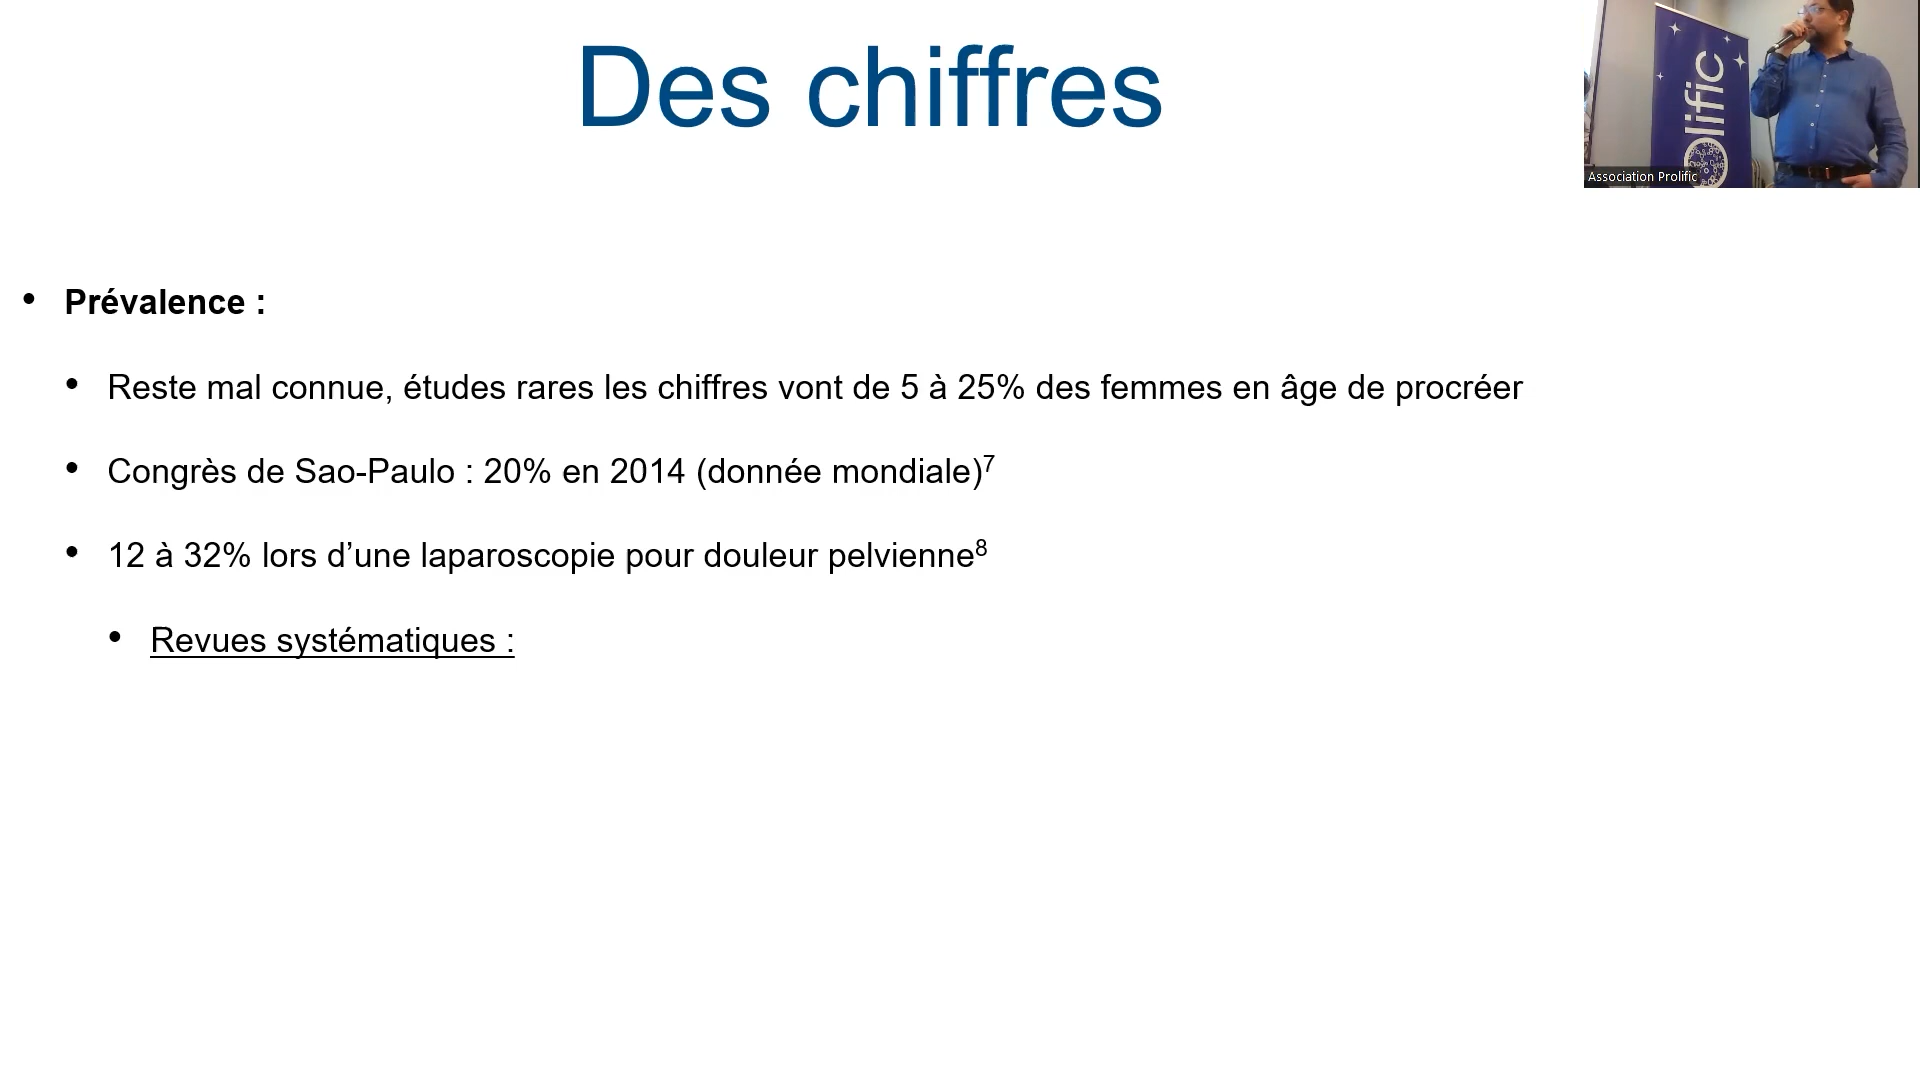 Des chiffres
olific
Association Prolific
• Prévalence :
• Reste mal connue, études rares les chiffres vont de 5 à 25% des femmes en âge de procréer
• Congrès de Sao-Paulo : 20% en 2014 (donnée mondiale)⁷
• 12 à 32% lors d’une laparoscopie pour douleur pelvienne⁸
• Revues systématiques :